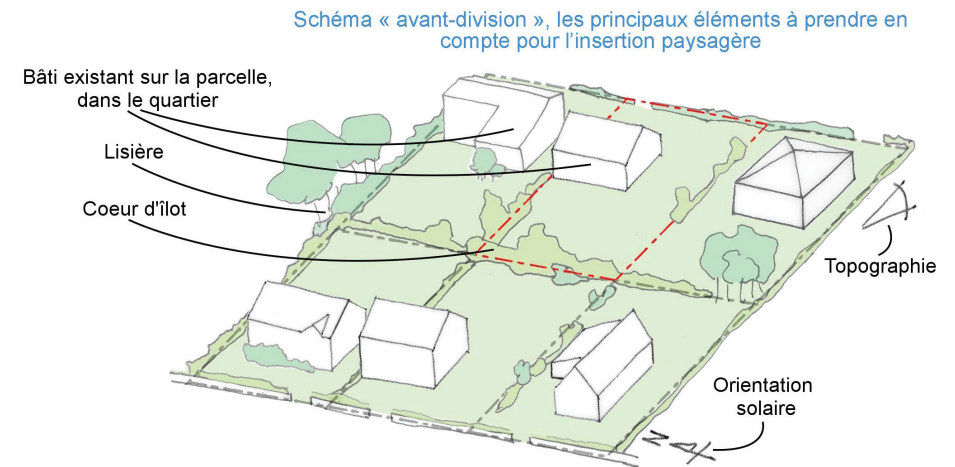 Schéma « avant-division », les principaux éléments à prendre en
compte pour l'insertion paysagère
Bâti existant sur la parcelle,
dans le quartier
Lisière
Coeur d'îlot
Topographie
Orientation
solaire
N